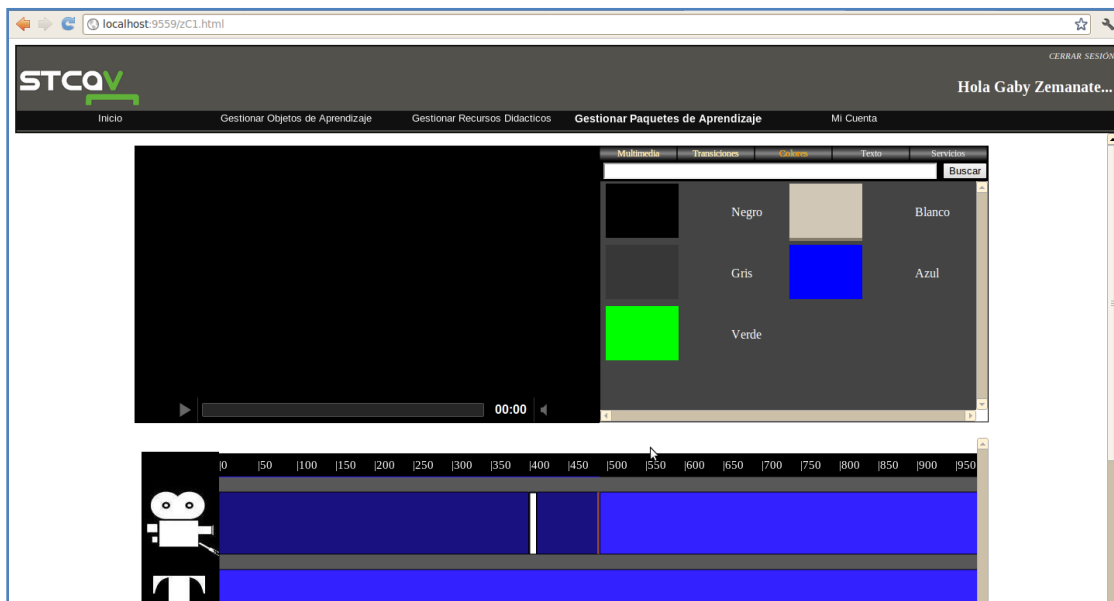 localhost:9559/zC1.html
CERRAR SESIÓN
STCAV
Hola Gaby Zemanate...
Inicio Gestionar Objetos de Aprendizaje Gestionar Recursos Didacticos Gestionar Paquetes de Aprendizaje Mi Cuenta
Multimedia Transiciones Colores Texto Servicios
Buscar
Negro Blanco
Gris Azul
Verde
00:00
|0 |50 |100 |150 |200 |250 |300 |350 |400 |450 |500 |550 |600 |650 |700 |750 |800 |850 |900 |950